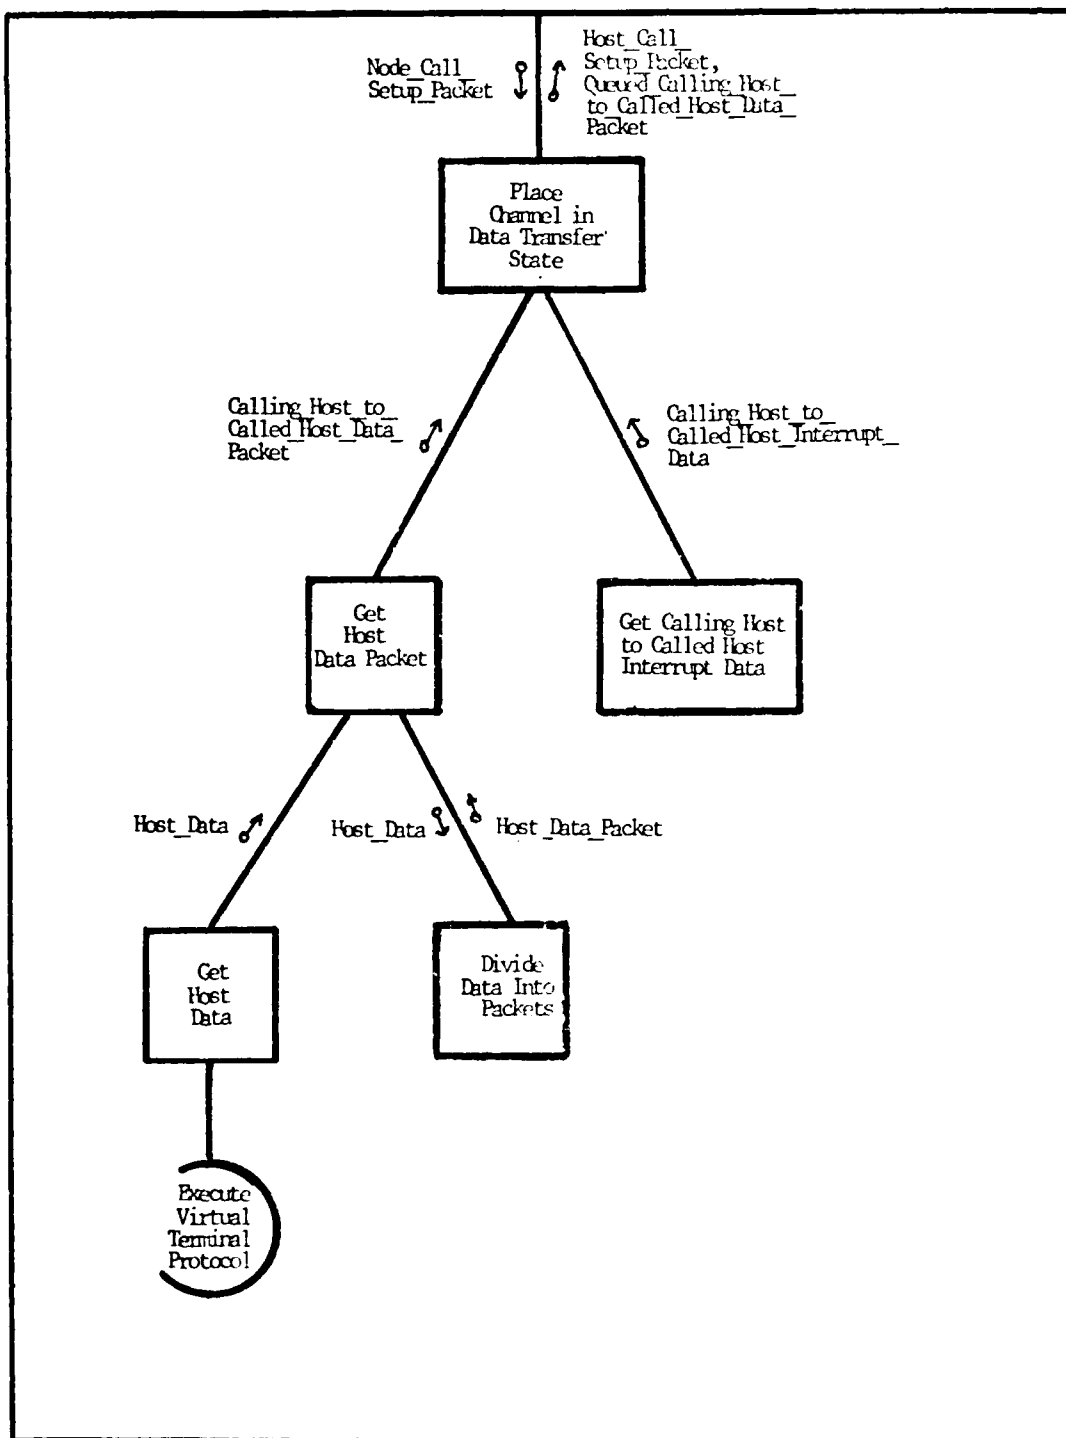 Node_Call_
Setup_Packet
Host_Call_
Setup_Packet,
Queued_Calling_Host_
to_Called_Host_Data_
Packet
Place
Channel in
Data Transfer
State
Calling_Host_to_
Called_Host_Data_
Packet
Calling_Host_to_
Called_Host_Interrupt_
Data
Get
Host
Data Packet
Get Calling Host
to Called Host
Interrupt Data
Host_Data
Host_Data
Host_Data_Packet
Get
Host
Data
Divide
Data Into
Packets
Execute
Virtual
Terminal
Protocol